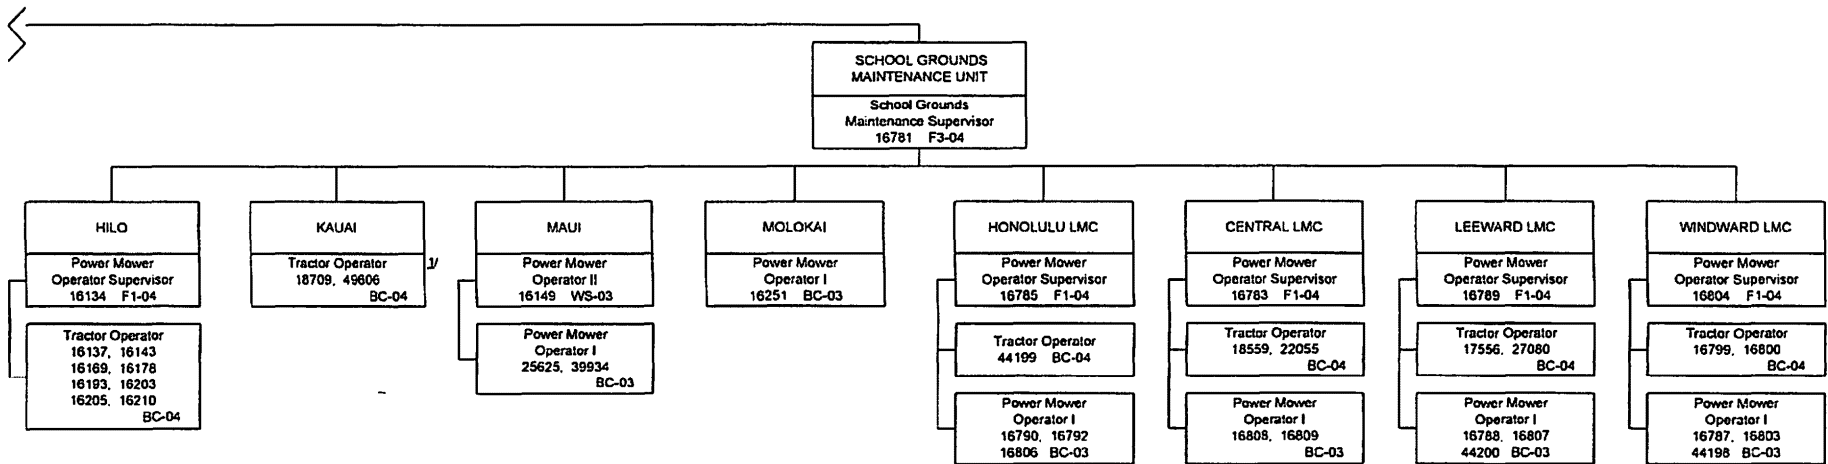 SCHOOL GROUNDS
MAINTENANCE UNIT
School Grounds
Maintenance Supervisor
16781 F3-04
HILO
Power Mower
Operator Supervisor
16134 F1-04
Tractor Operator
16137, 16143
16169, 16178
16193, 16203
16205, 16210
BC-04
KAUAI
Tractor Operator
18709, 49606
BC-04
1/
MAUI
Power Mower
Operator II
16149 WS-03
Power Mower
Operator I
25625, 39934
BC-03
MOLOKAI
Power Mower
Operator I
16251 BC-03
HONOLULU LMC
Power Mower
Operator Supervisor
16785 F1-04
Tractor Operator
44199 BC-04
Power Mower
Operator I
16790, 16792
16806 BC-03
CENTRAL LMC
Power Mower
Operator Supervisor
16783 F1-04
Tractor Operator
18559, 22055
BC-04
Power Mower
Operator I
16808, 16809
BC-03
LEEWARD LMC
Power Mower
Operator Supervisor
16789 F1-04
Tractor Operator
17556, 27080
BC-04
Power Mower
Operator I
16788, 16807
44200 BC-03
WINDWARD LMC
Power Mower
Operator Supervisor
16804 F1-04
Tractor Operator
16799, 16800
BC-04
Power Mower
Operator I
16787, 16803
44198 BC-03